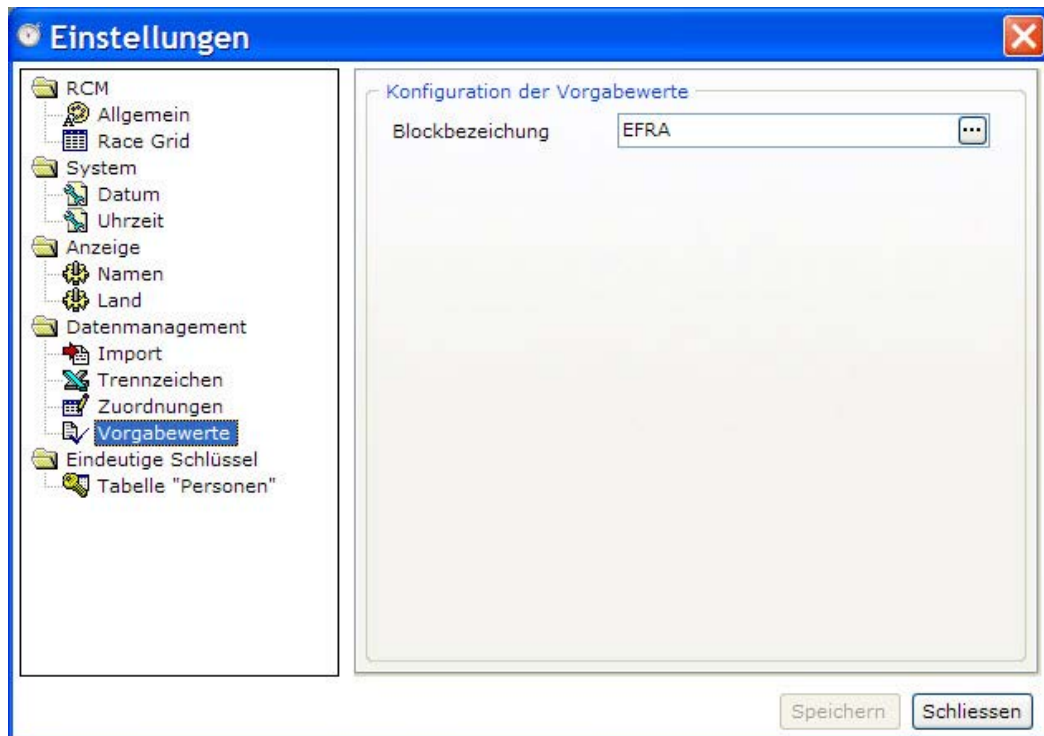 Einstellungen
RCM
Allgemein
Race Grid
System
Datum
Uhrzeit
Anzeige
Namen
Land
Datenmanagement
Import
Trennzeichen
Zuordnungen
Vorgabewerte
Eindeutige Schlüssel
Tabelle "Personen"
Konfiguration der Vorgabewerte
Blockbezeichung EFRA ...
Speichern Schliessen